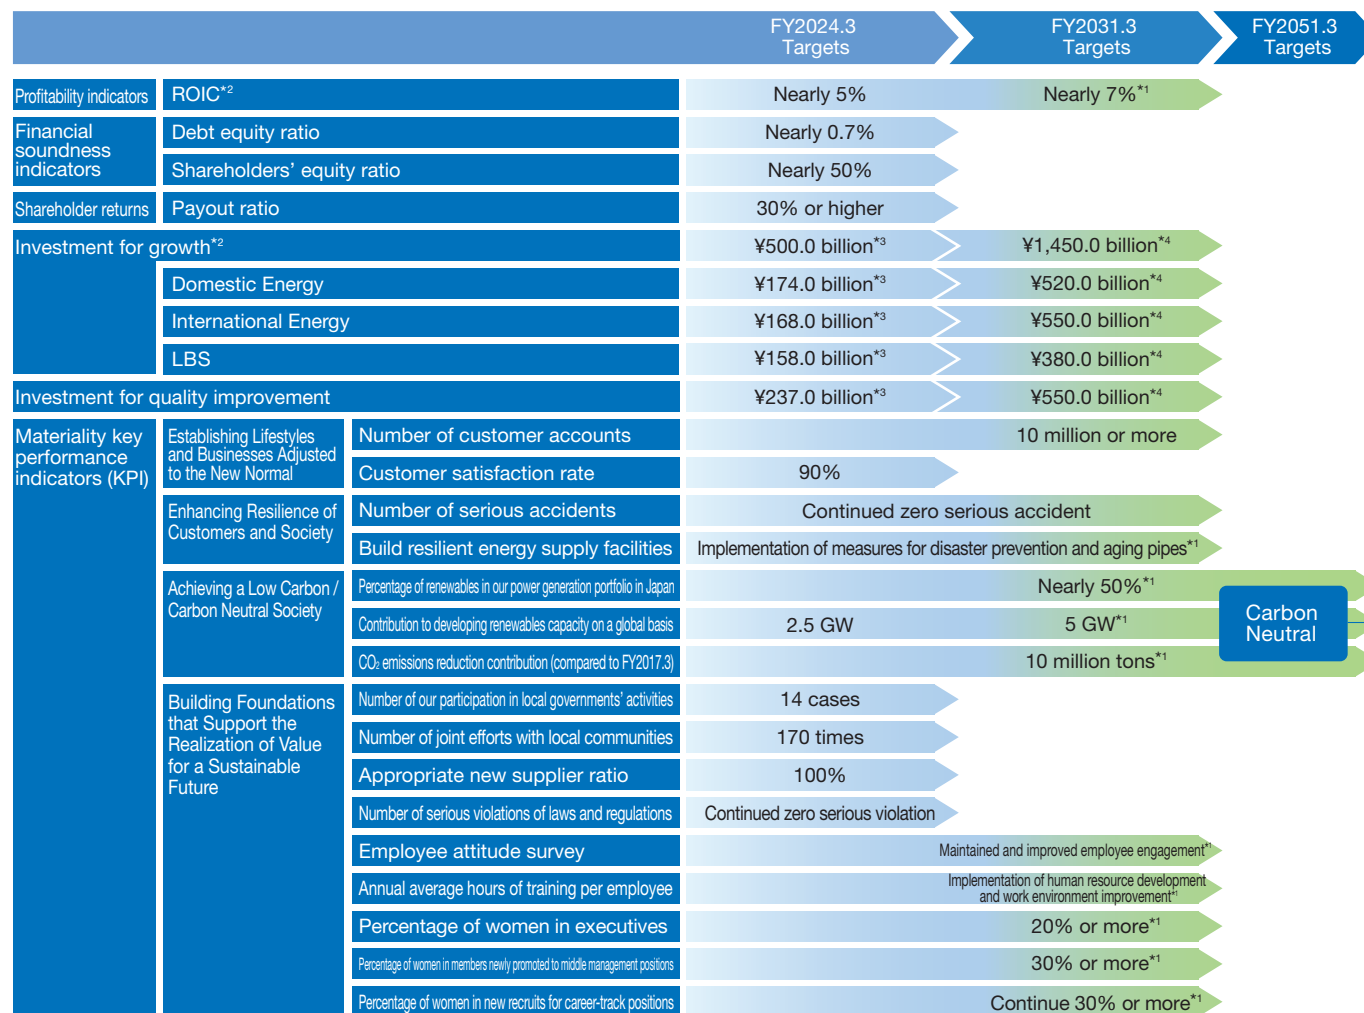 FY2024.3
Targets
FY2031.3
Targets
FY2051.3
Targets
Profitability indicators
ROIC*2
Nearly 5%
Nearly 7%*1
Financial
soundness
indicators
Debt equity ratio
Nearly 0.7%
Shareholders' equity ratio
Nearly 50%
Shareholder returns
Payout ratio
30% or higher
Investment for growth*2
¥500.0 billion*3
¥1,450.0 billion*4
Domestic Energy
¥174.0 billion*3
¥520.0 billion*4
International Energy
¥168.0 billion*3
¥550.0 billion*4
LBS
¥158.0 billion*3
¥380.0 billion*4
Investment for quality improvement
¥237.0 billion*3
¥550.0 billion*4
Materiality key
performance
indicators (KPI)
Establishing Lifestyles
and Businesses Adjusted
to the New Normal
Number of customer accounts
10 million or more
Customer satisfaction rate
90%
Enhancing Resilience of
Customers and Society
Number of serious accidents
Continued zero serious accident
Build resilient energy supply facilities
Implementation of measures for disaster prevention and aging pipes*1
Achieving a Low Carbon /
Carbon Neutral Society
Percentage of renewables in our power generation portfolio in Japan
Nearly 50%*1
Contribution to developing renewables capacity on a global basis
2.5 GW
5 GW*1
CO2 emissions reduction contribution (compared to FY2017.3)
10 million tons*1
Carbon
Neutral
Building Foundations
that Support the
Realization of Value
for a Sustainable
Future
Number of our participation in local governments' activities
14 cases
Number of joint efforts with local communities
170 times
Appropriate new supplier ratio
100%
Number of serious violations of laws and regulations
Continued zero serious violation
Employee attitude survey
Maintained and improved employee engagement*1
Annual average hours of training per employee
Implementation of human resource development
and work environment improvement*1
Percentage of women in executives
20% or more*1
Percentage of women in members newly promoted to middle management positions
30% or more*1
Percentage of women in new recruits for career-track positions
Continue 30% or more*1